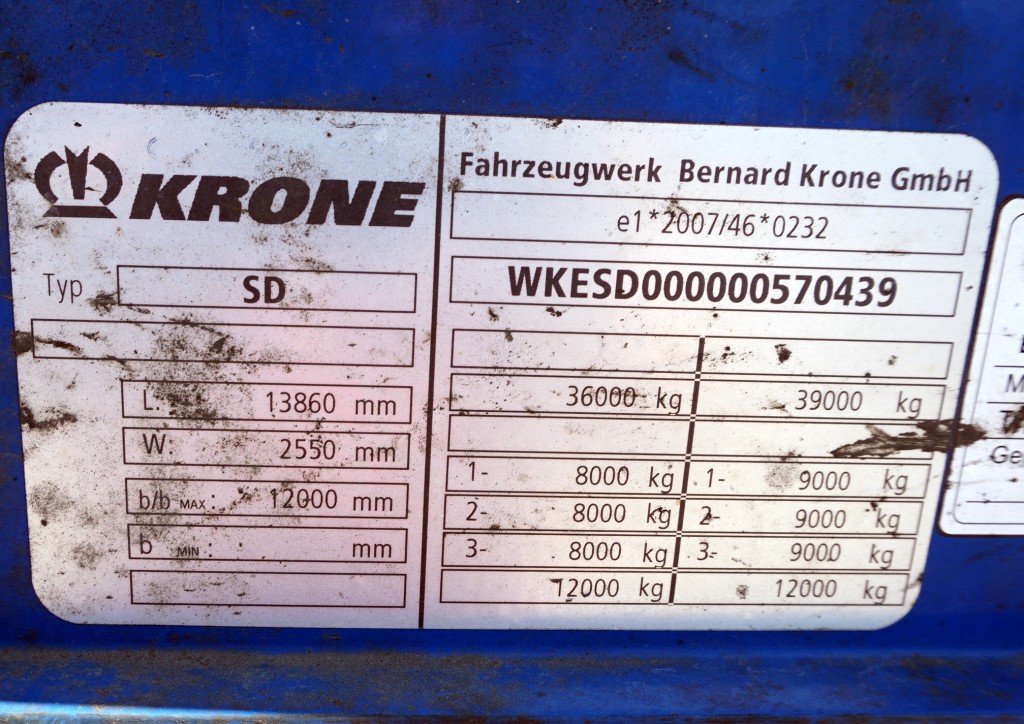 KRONE
Typ SD
L: 13860 mm
W: 2550 mm
b/b MAX: 12000 mm
b MIN: mm
Fahrzeugwerk Bernard Krone GmbH
e1*2007/46*0232
WKESD000000570439
36000 kg 39000 kg
1- 8000 kg 1- 9000 kg
2- 8000 kg 2- 9000 kg
3- 8000 kg 3- 9000 kg
12000 kg 12000 kg
Ge